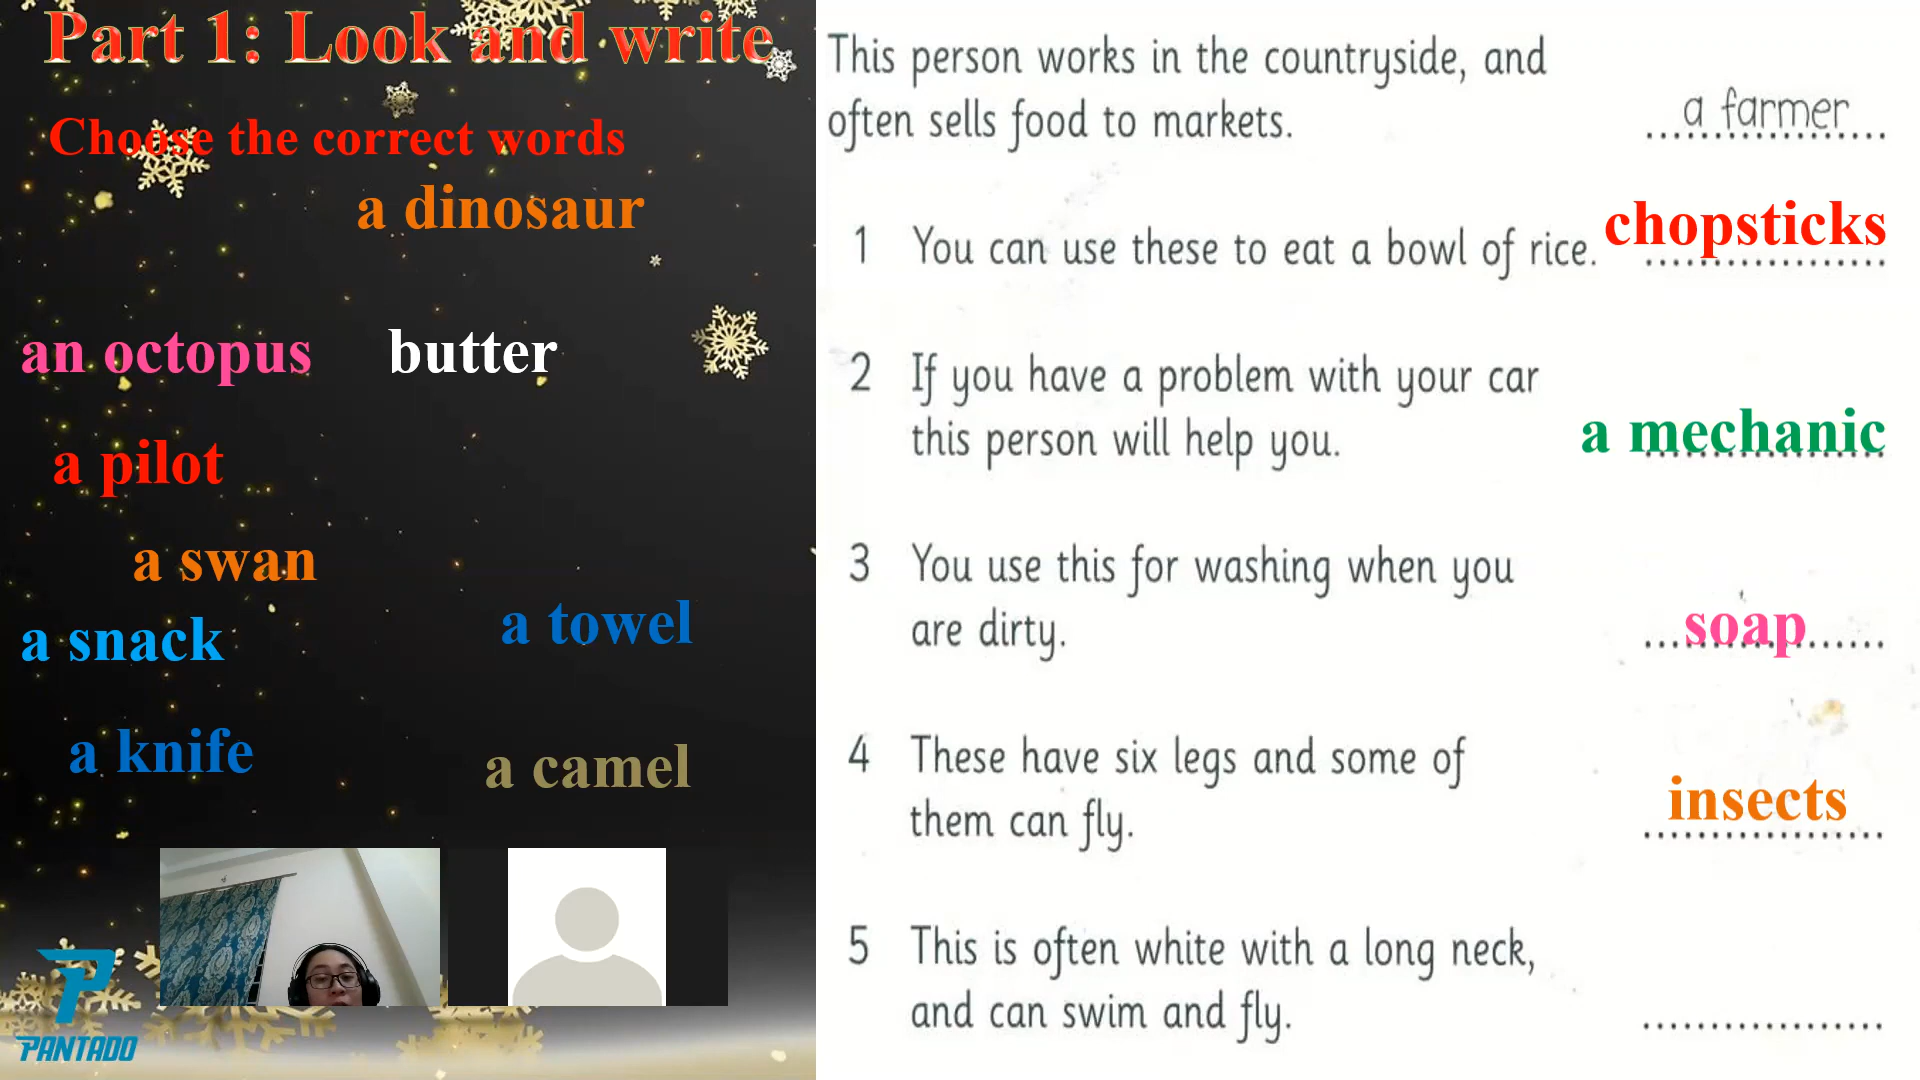 Part 1: Look and write
Choose the correct words
a dinosaur
an octopus
butter
a pilot
a swan
a snack
a towel
a knife
a camel
PANTADO
This person works in the countryside, and
often sells food to markets.
a farmer
1 You can use these to eat a bowl of rice.
chopsticks
2 If you have a problem with your car
this person will help you.
a mechanic
3 You use this for washing when you
are dirty.
soap
4 These have six legs and some of
them can fly.
insects
5 This is often white with a long neck,
and can swim and fly.